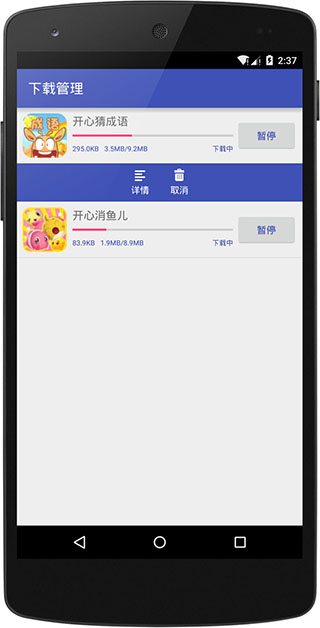 2:37
下载管理
成语
开心猜成语
295.0KB 3.5MB/9.2MB 下载中
暂停
详情 取消
开心消鱼儿
83.9KB 1.9MB/8.9MB 下载中
暂停